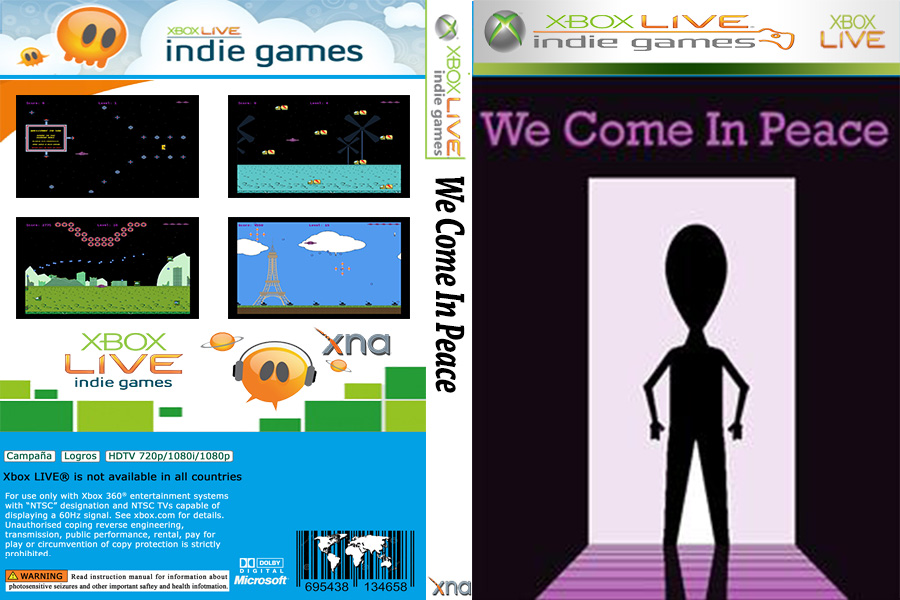 XBOX LIVE
indie games
Campaña Logros HDTV 720p/1080i/1080p
Xbox LIVE® is not available in all countries
For use only with Xbox 360® entertainment systems
with “NTSC” designation and NTSC TVs capable of
displaying a 60Hz signal. See xbox.com for details.
Unauthorised coping reverse engineering,
transmission, public performance, rental, pay for
play or circumvention of copy protection is strictly
prohibited.
WARNING Read instruction manual for information about
photosensitive seizures and other important saftey and health infotmation.
XBOX
LIVE
indie games
xna
DOLBY
DIGITAL
Microsoft
695438 134658
XBOX LIVE
indie games
We Come In Peace
xna
XBOX LIVE
indie games
XBOX
LIVE
We Come In Peace